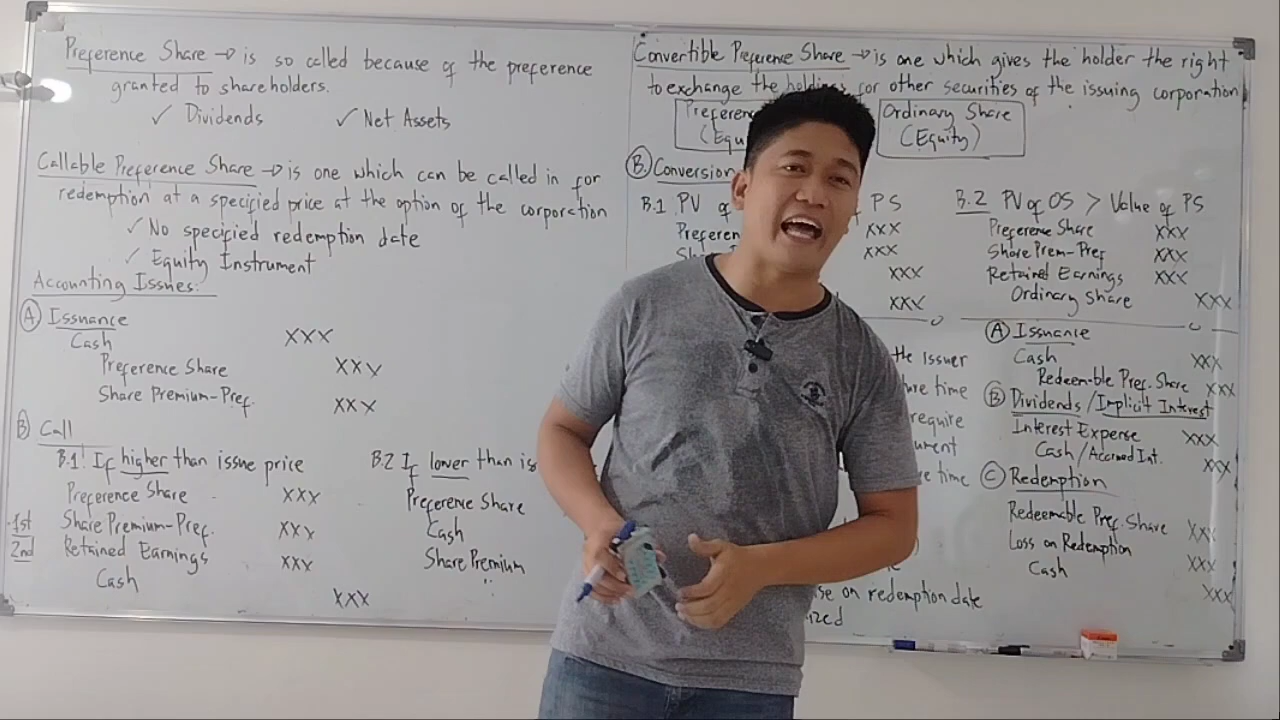 Preference Share → is so called because of the preference
granted to shareholders.
✓ Dividends ✓ Net Assets
Callable Preference Share → is one which can be called in for
redemption at a specified price at the option of the corporation
✓ No specified redemption date
✓ Equity Instrument
Accounting Issues:
(A) Issuance
Cash XXX
Preference Share XXX
Share Premium-Pref. XXX
(B) Call
B.1 If higher than issue price
Preference Share XXX
1st Share Premium-Pref. XXX
2nd Retained Earnings XXX
Cash XXX
B.2 If lower than
Preference Share
Cash
Share Premium
Convertible Preference Share → is one which gives the holder the right
to exchange the holdings for other securities of the issuing corporation
Ordinary Share
(Equity)
(B) Conversion
B.1 PV PS
XXX
XXX
XXX
XXX
B.2 PV of OS > Value of PS
Preference Share XXX
Share Prem-Pref XXX
Retained Earnings XXX
Ordinary Share XXX
Issuer
time
require
time
on redemption date
(A) Issuance
Cash XXX
Redeemable Pref. Share XXX
(B) Dividends / Implicit Interest
Interest Expense XXX
Cash / Accrued Int. XXX
(C) Redemption
Redeemable Pref. Share XXX
Loss on Redemption XXX
Cash XXX